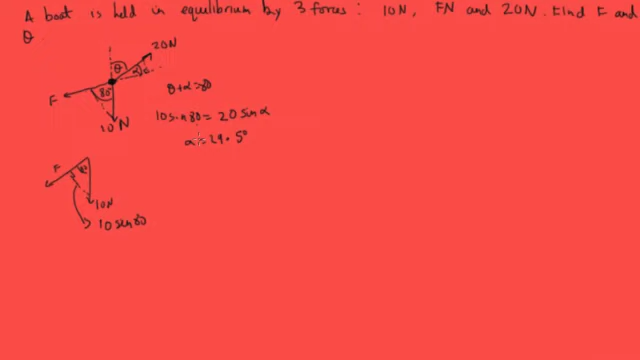 A boat is held in equilibrium by 3 forces : 10N, FN and 20N. Find F and
θ.
20N
θ
α
F
80
10N
θ+α=80
10 sin 80 = 20 sin α
α = 29.5°
F
10N
10 sin 80